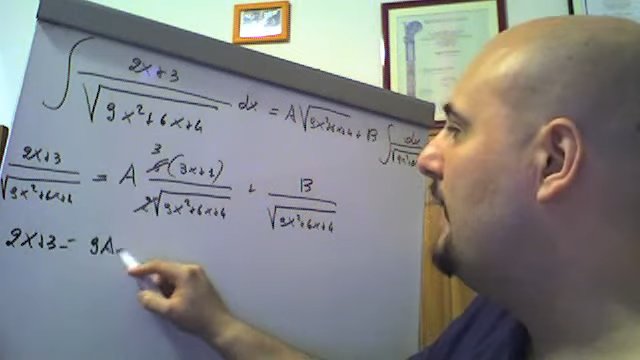 ∫ (2x+3)/√(9x²+6x+4) dx = A√(9x²+6x+4) + B ∫ dx/√(9x²+6x+4)
(2x+3)/√(9x²+6x+4) = A 3 6(3x+1)/2√(9x²+6x+4) + B/√(9x²+6x+4)
2x+3 = 9A